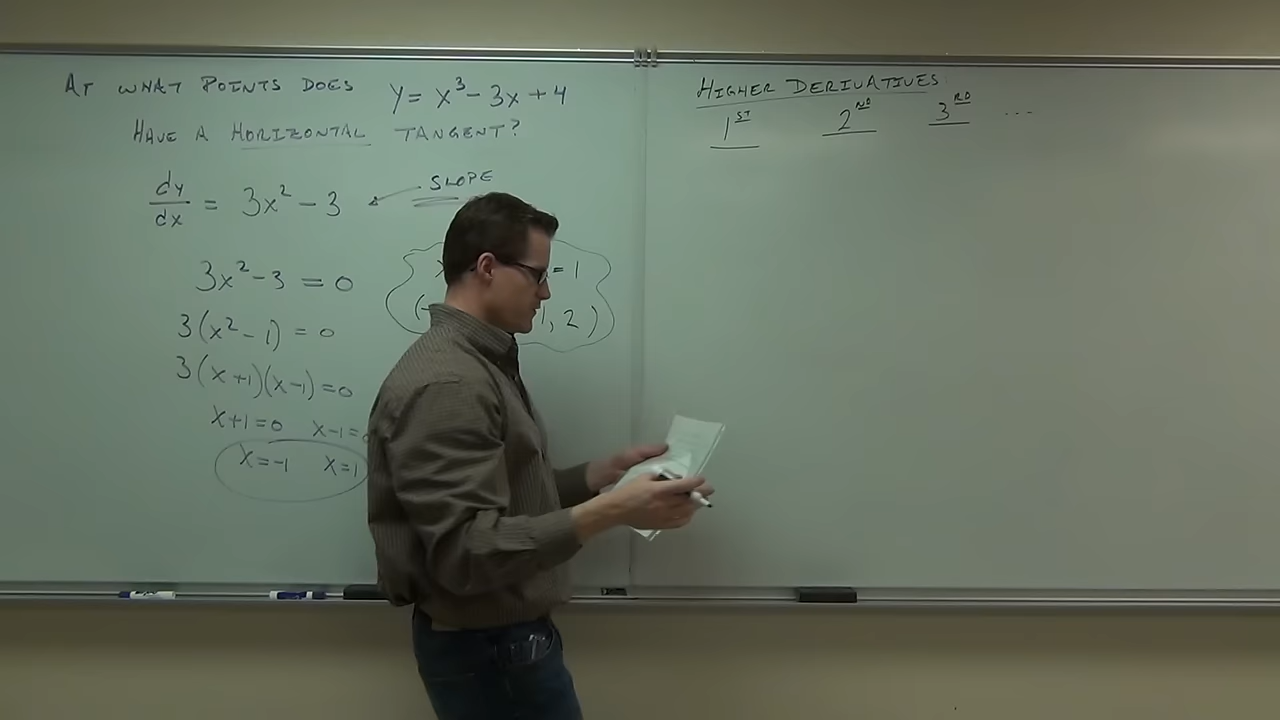 AT WHAT POINTS DOES y = x³ - 3x + 4
HAVE A HORIZONTAL TANGENT?
dy/dx = 3x² - 3 ← SLOPE
3x² - 3 = 0
3(x² - 1) = 0
3(x + 1)(x - 1) = 0
x + 1 = 0 x - 1 =
x = -1 x = 1
= 1
1, 2)
HIGHER DERIVATIVES
1ST 2ND 3RD ...